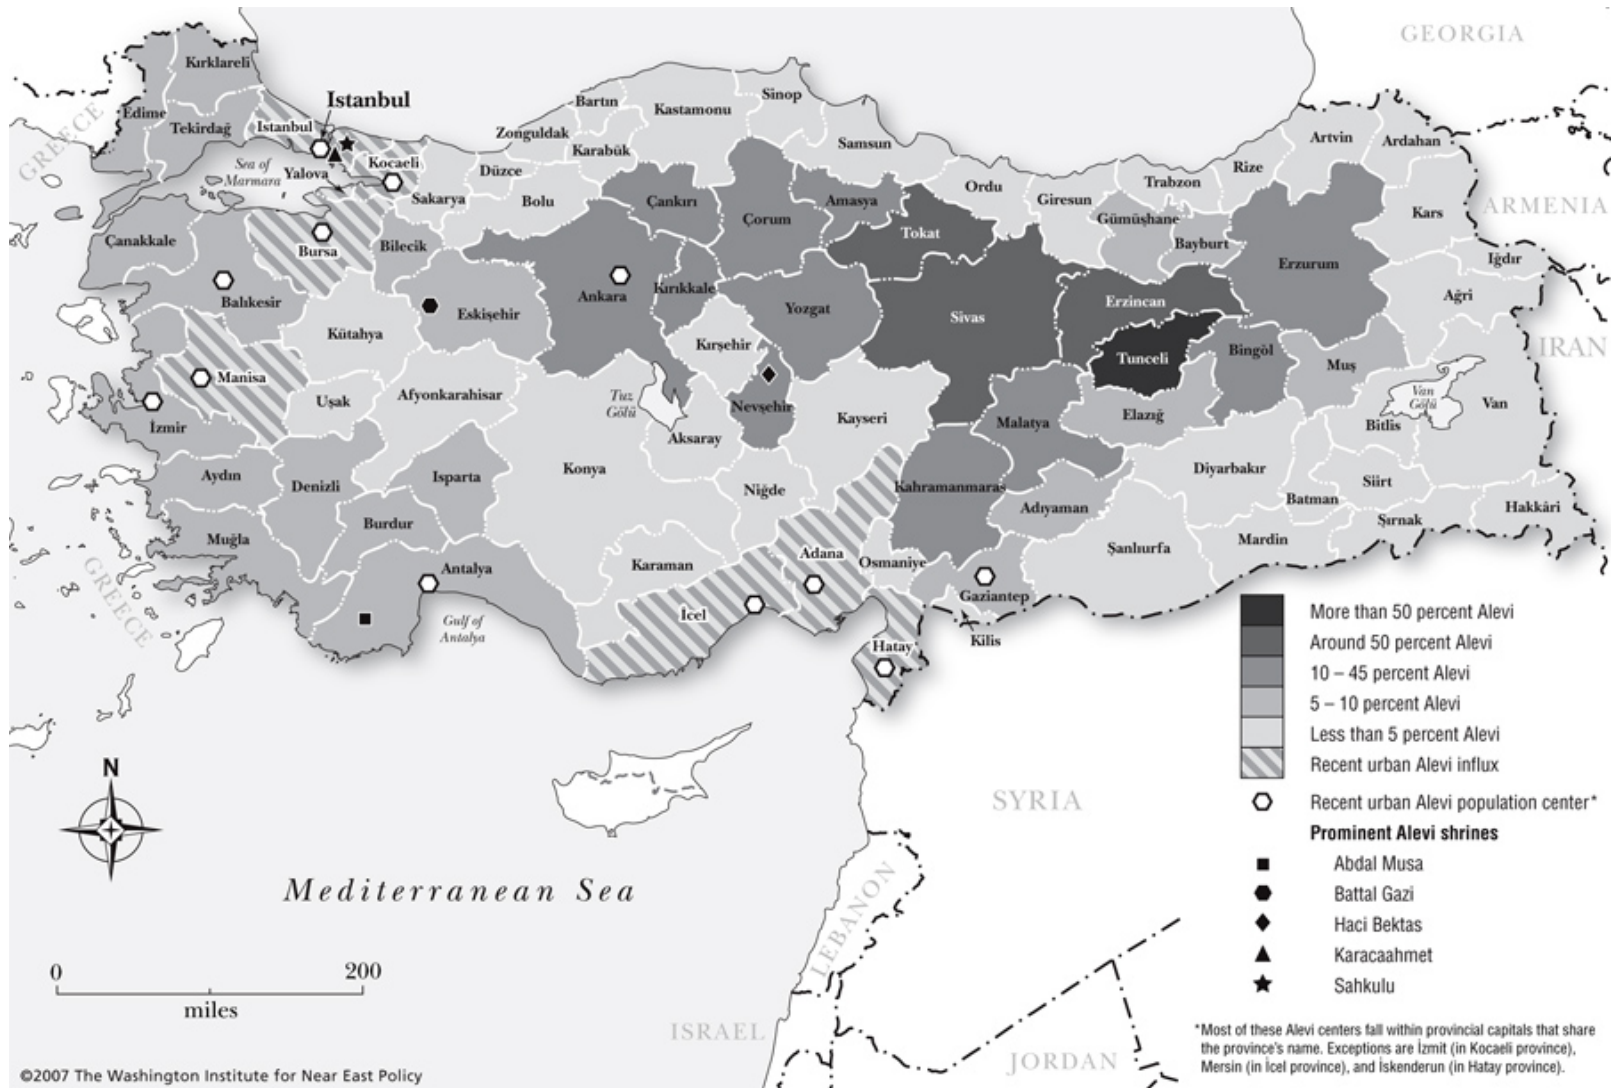 GEORGIA
Kırklareli
Edime
Tekirdağ
Istanbul
Istanbul
GREECE
Sea of
Marmara
Yalova
Kocaeli
Sakarya
Düzce
Zonguldak
Bartın
Karabük
Kastamonu
Sinop
Samsun
Bolu
Çankırı
Çorum
Amasya
Tokat
Ordu
Giresun
Trabzon
Rize
Artvin
Ardahan
Kars
ARMENIA
Gümüşhane
Bayburt
Erzurum
Iğdır
Ağri
IRAN
Çanakkale
Bursa
Bilecik
Balıkesir
Eskişehir
Ankara
Kırıkkale
Yozgat
Sivas
Erzincan
Tunceli
Bingöl
Muş
Kütahya
Kırşehir
Manisa
Uşak
Afyonkarahisar
Tuz
Gölü
Nevşehir
Kayseri
Aksaray
Malatya
Elazığ
Van
Gölü
Van
Bitlis
İzmir
Aydın
Denizli
Isparta
Konya
Niğde
Kahramanmaras
Adıyaman
Diyarbakır
Batman
Siirt
Şırnak
Hakkâri
Muğla
Burdur
Antalya
Karaman
Adana
Osmaniye
Şanlıurfa
Mardin
Gaziantep
Kilis
İcel
Hatay
GREECE
Gulf of
Antalya
SYRIA
LEBANON
ISRAEL
JORDAN
Mediterranean Sea
N
0 200
miles
More than 50 percent Alevi
Around 50 percent Alevi
10 – 45 percent Alevi
5 – 10 percent Alevi
Less than 5 percent Alevi
Recent urban Alevi influx
Recent urban Alevi population center*
Prominent Alevi shrines
Abdal Musa
Battal Gazi
Haci Bektas
Karacaahmet
Sahkulu
*Most of these Alevi centers fall within provincial capitals that share
the province's name. Exceptions are İzmit (in Kocaeli province),
Mersin (in İcel province), and İskenderun (in Hatay province).
©2007 The Washington Institute for Near East Policy